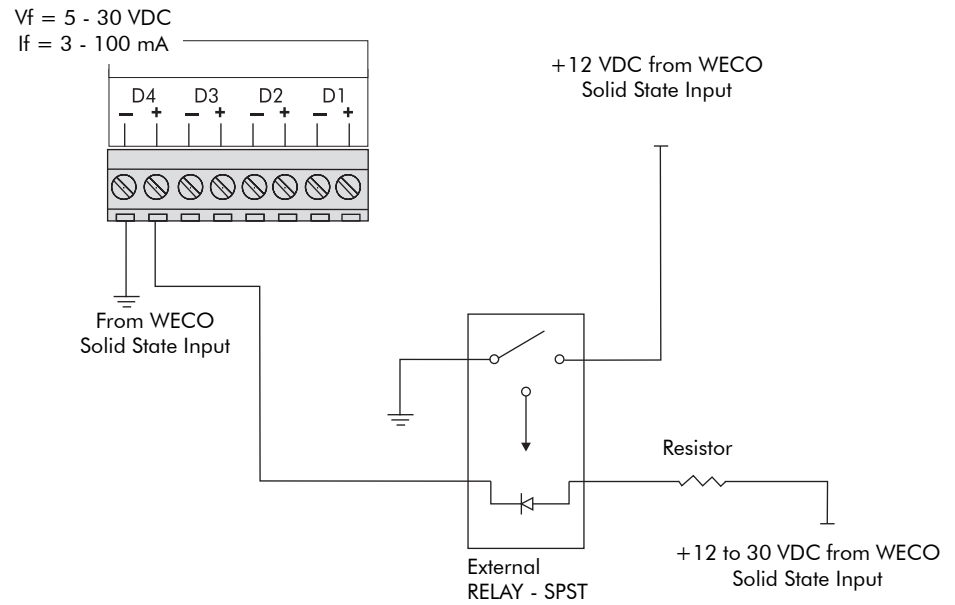 Vf = 5 - 30 VDC
If = 3 - 100 mA
D4 D3 D2 D1
− + − + − + − +
+12 VDC from WECO
Solid State Input
From WECO
Solid State Input
Resistor
+12 to 30 VDC from WECO
Solid State Input
External
RELAY - SPST